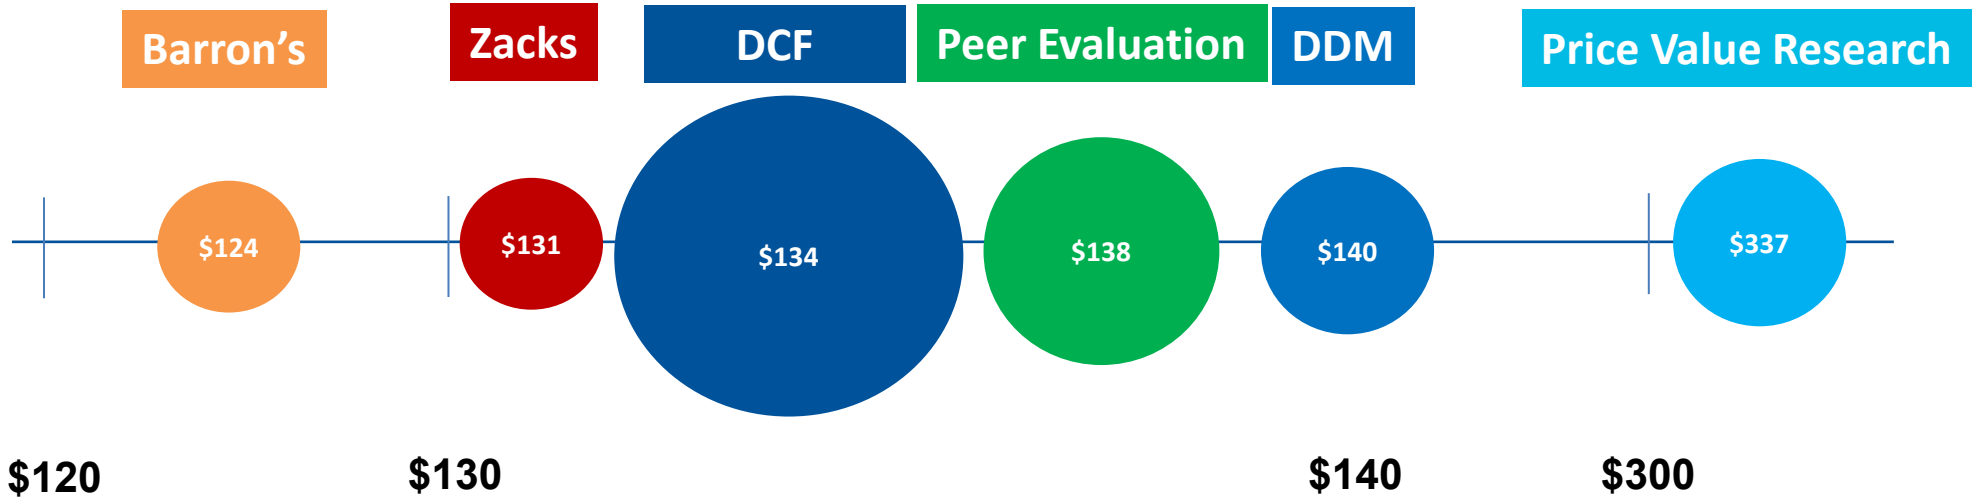 Barron’s
Zacks
DCF
Peer Evaluation
DDM
Price Value Research
$124
$131
$134
$138
$140
$337
$120
$130
$140
$300